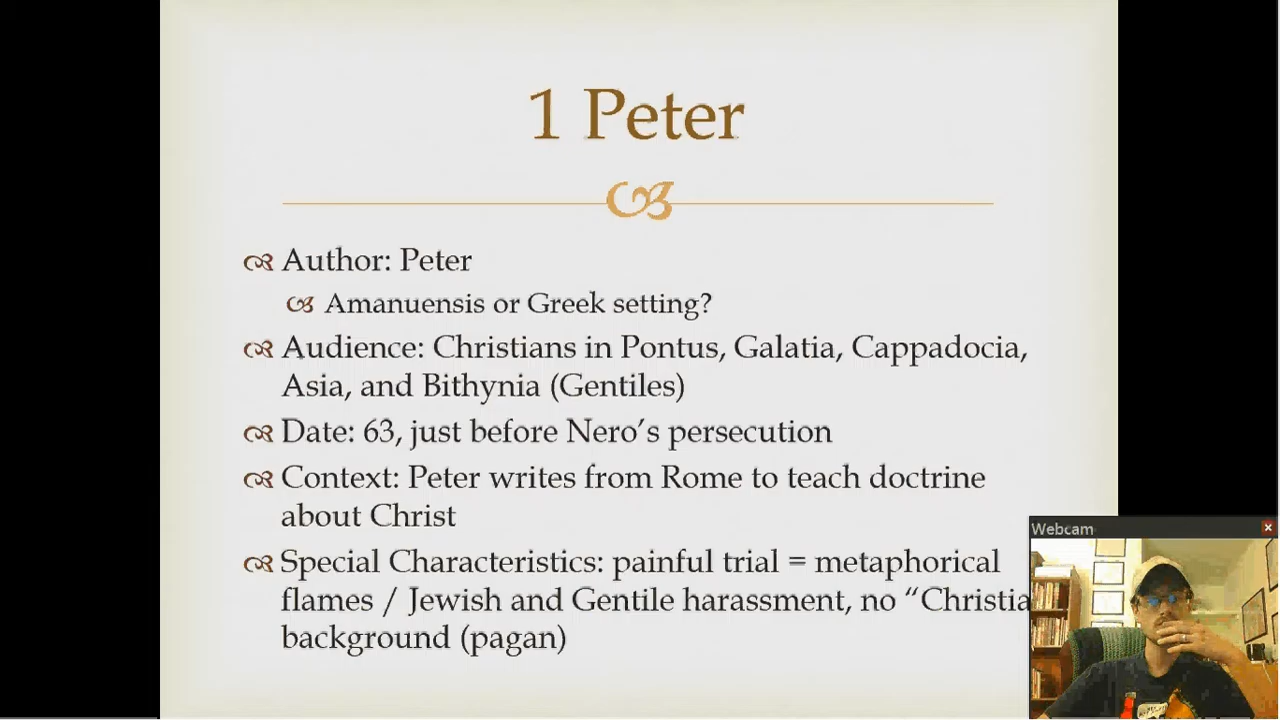 1 Peter
Author: Peter
Amanuensis or Greek setting?
Audience: Christians in Pontus, Galatia, Cappadocia,
Asia, and Bithynia (Gentiles)
Date: 63, just before Nero’s persecution
Context: Peter writes from Rome to teach doctrine
about Christ
Special Characteristics: painful trial = metaphorical
flames / Jewish and Gentile harassment, no “Christia
background (pagan)
Webcam